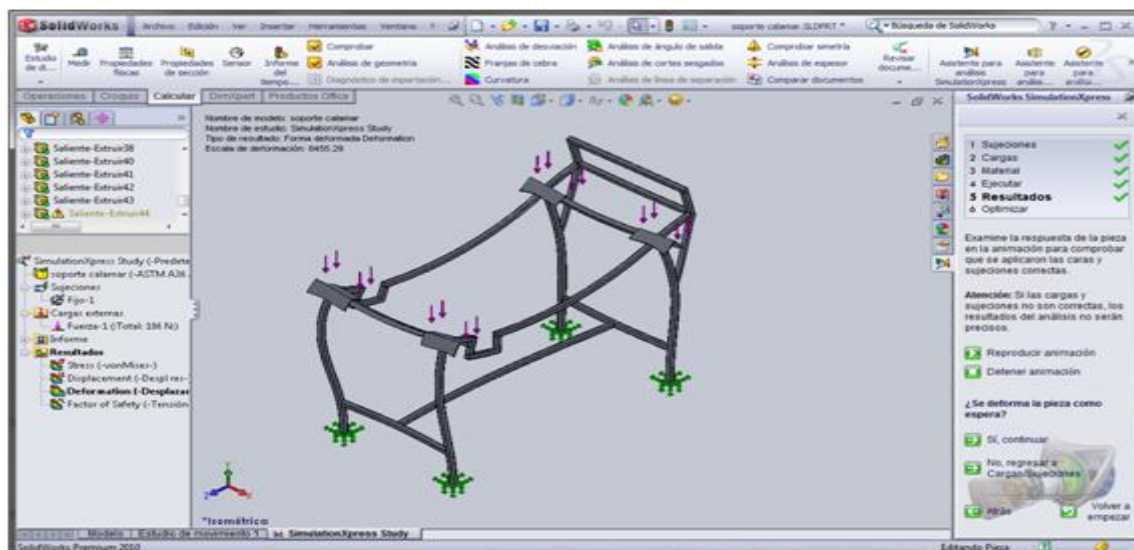 SolidWorks Archivo Edición Ver Insertar Herramientas Ventana ? soporte calamar.SLDPRT * Búsqueda de SolidWorks
Estudio de di... Medir Propiedades físicas Propiedades de sección Sensor Informe del tiempo...
Comprobar Análisis de desviación Análisis de ángulo de salida Comprobar simetría
Análisis de geometría Franjas de cebra Análisis de cortes sesgados Análisis de espesor
Diagnóstico de importación... Curvatura Análisis de línea de separación Comparar documentos
Revisar docume... Asistente para análisis SimulationXpress Asistente para análisis... Asistente para análisis...
Operaciones Croquis Calcular DimXpert Productos Office
Saliente-Extruir38
Saliente-Extruir40
Saliente-Extruir41
Saliente-Extruir42
Saliente-Extruir43
Saliente-Extruir44
SimulationXpress Study (-Predete
soporte calamar (-ASTM A36
Sujeciones
Fijo-1
Cargas externas
Fuerza-1 (:Total: 196 N:)
Informe
Resultados
Stress (-vonMises-)
Displacement (-Despl res-)
Deformation (-Desplaza
Factor of Safety (-Tensión
Nombre de modelo: soporte calamar
Nombre de estudio: SimulationXpress Study
Tipo de resultado: Forma deformada Deformation
Escala de deformación: 8455.29
*Isométrica
SolidWorks SimulationXpress
1 Sujeciones
2 Cargas
3 Material
4 Ejecutar
5 Resultados
6 Optimizar
Examine la respuesta de la pieza
en la animación para comprobar
que se aplicaron las caras y
sujeciones correctas.
Atención: Si las cargas y
sujeciones no son correctas, los
resultados del análisis no serán
precisos.
Reproducir animación
Detener animación
¿Se deforma la pieza como
espera?
Sí, continuar
No, regresar a
Cargas/Sujeciones
Atrás Volver a
empezar
Modelo Estudio de movimiento 1 SimulationXpress Study
SolidWorks Premium 2010 Editando Pieza